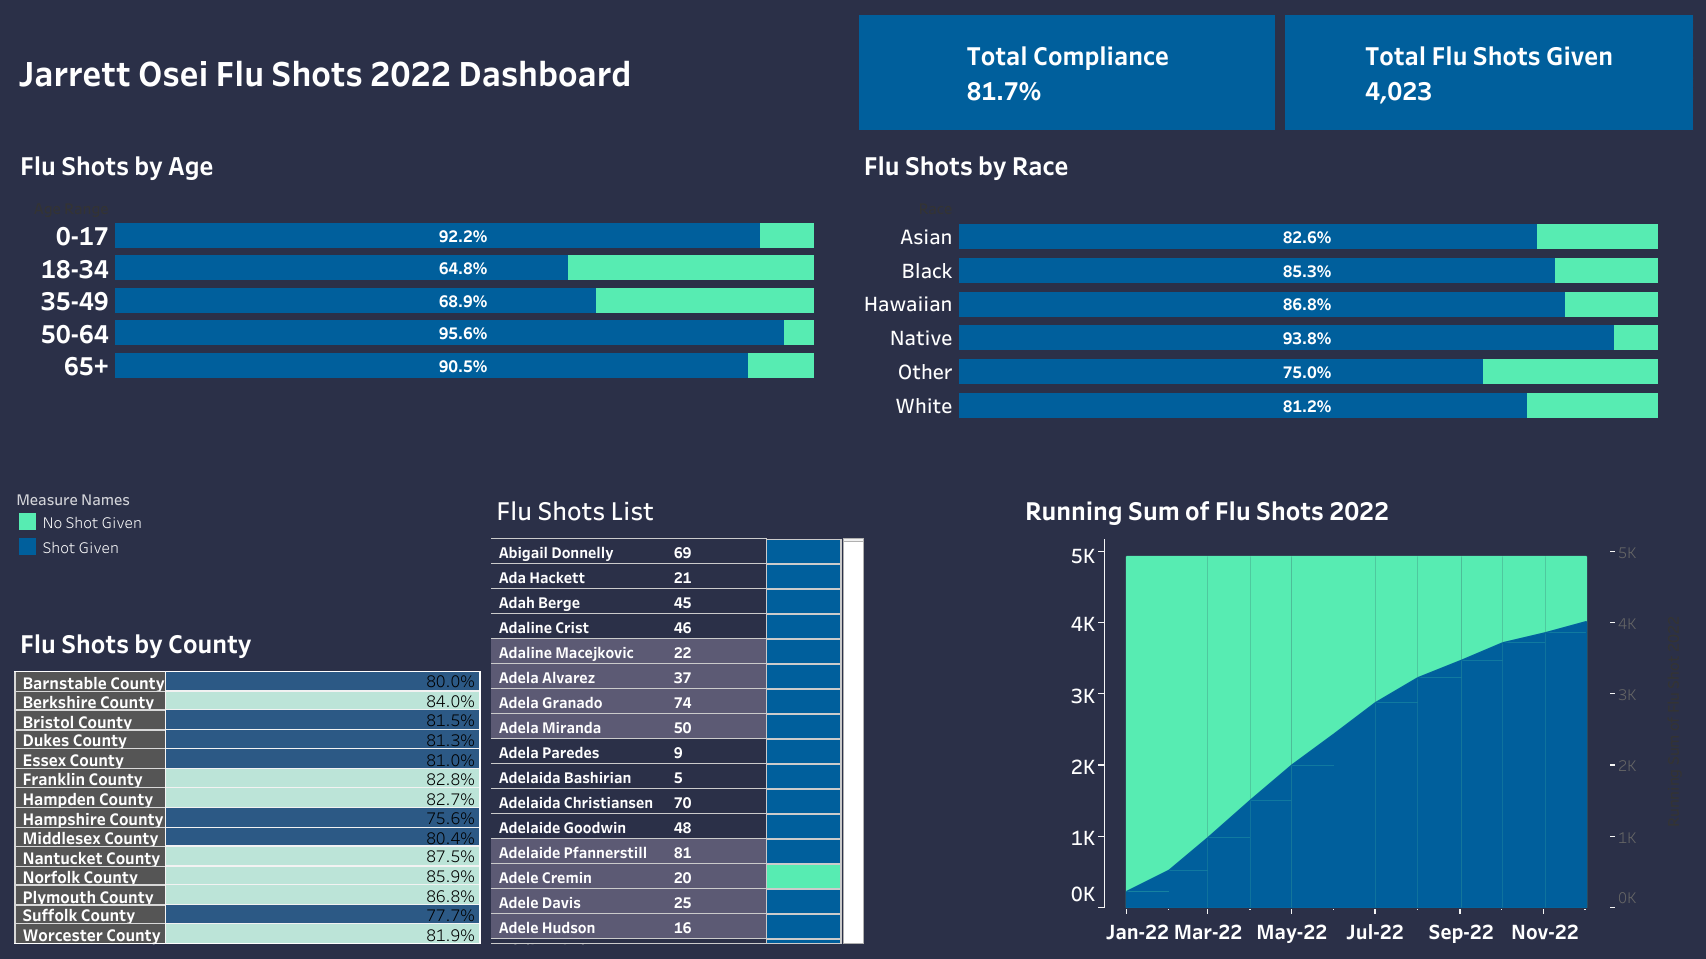 Jarrett Osei Flu Shots 2022 Dashboard
Total Compliance
81.7%
Total Flu Shots Given
4,023
Flu Shots by Age
0-17 92.2%
18-34 64.8%
35-49 68.9%
50-64 95.6%
65+ 90.5%
Flu Shots by Race
Asian 82.6%
Black 85.3%
Hawaiian 86.8%
Native 93.8%
Other 75.0%
White 81.2%
Measure Names
No Shot Given
Shot Given
Flu Shots by County
Barnstable County 80.0%
Berkshire County 84.0%
Bristol County 81.5%
Dukes County 81.3%
Essex County 81.0%
Franklin County 82.8%
Hampden County 82.7%
Hampshire County 75.6%
Middlesex County 80.4%
Nantucket County 87.5%
Norfolk County 85.9%
Plymouth County 86.8%
Suffolk County 77.7%
Worcester County 81.9%
Flu Shots List
Abigail Donnelly 69
Ada Hackett 21
Adah Berge 45
Adaline Crist 46
Adaline Macejkovic 22
Adela Alvarez 37
Adela Granado 74
Adela Miranda 50
Adela Paredes 9
Adelaida Bashirian 5
Adelaida Christiansen 70
Adelaide Goodwin 48
Adelaide Pfannerstill 81
Adele Cremin 20
Adele Davis 25
Adele Hudson 16
Running Sum of Flu Shots 2022
5K 5K
4K 4K
3K 3K
2K 2K
1K 1K
0K 0K
Jan-22 Mar-22 May-22 Jul-22 Sep-22 Nov-22